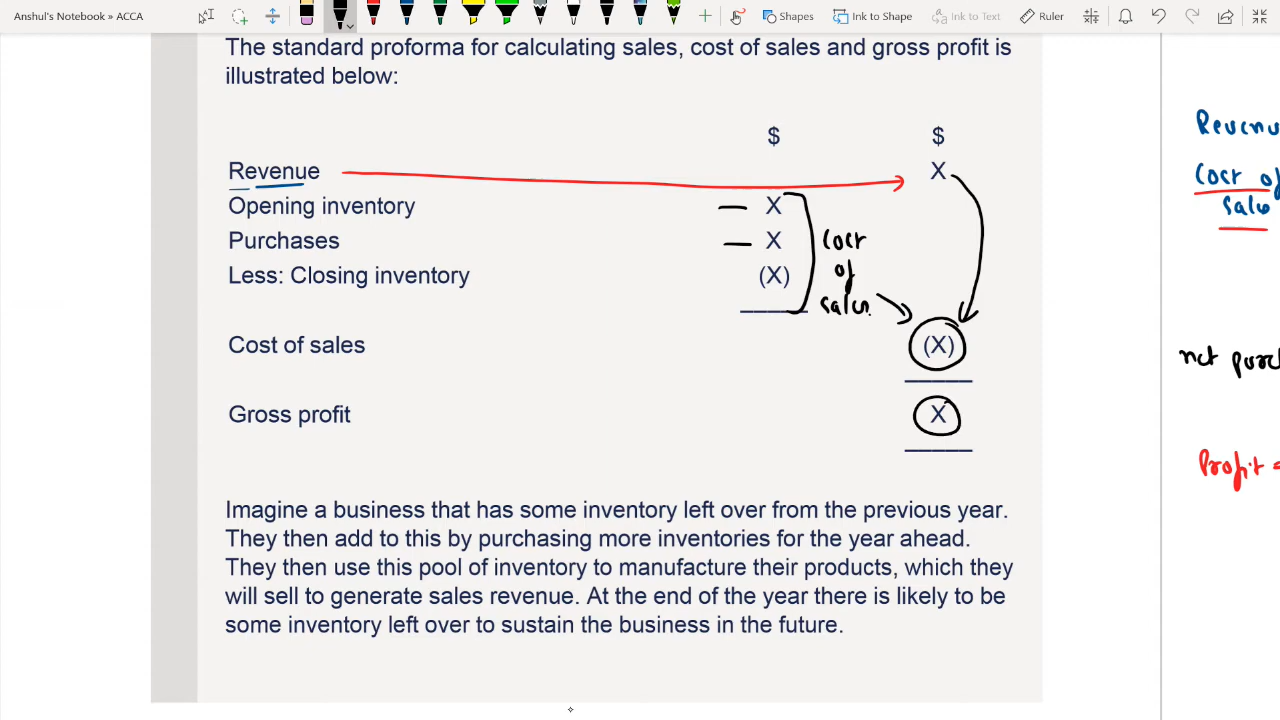 Anshul's Notebook » ACCA
Shapes
Ink to Shape
Ink to Text
Ruler
The standard proforma for calculating sales, cost of sales and gross profit is
illustrated below:
$ $
Revenue X
Opening inventory X
Purchases X
Less: Closing inventory (X)
Cost of sales (X)
Gross profit X
Cost
of
sales.
Imagine a business that has some inventory left over from the previous year.
They then add to this by purchasing more inventories for the year ahead.
They then use this pool of inventory to manufacture their products, which they
will sell to generate sales revenue. At the end of the year there is likely to be
some inventory left over to sustain the business in the future.
Cost of
Sales
net
Profit =